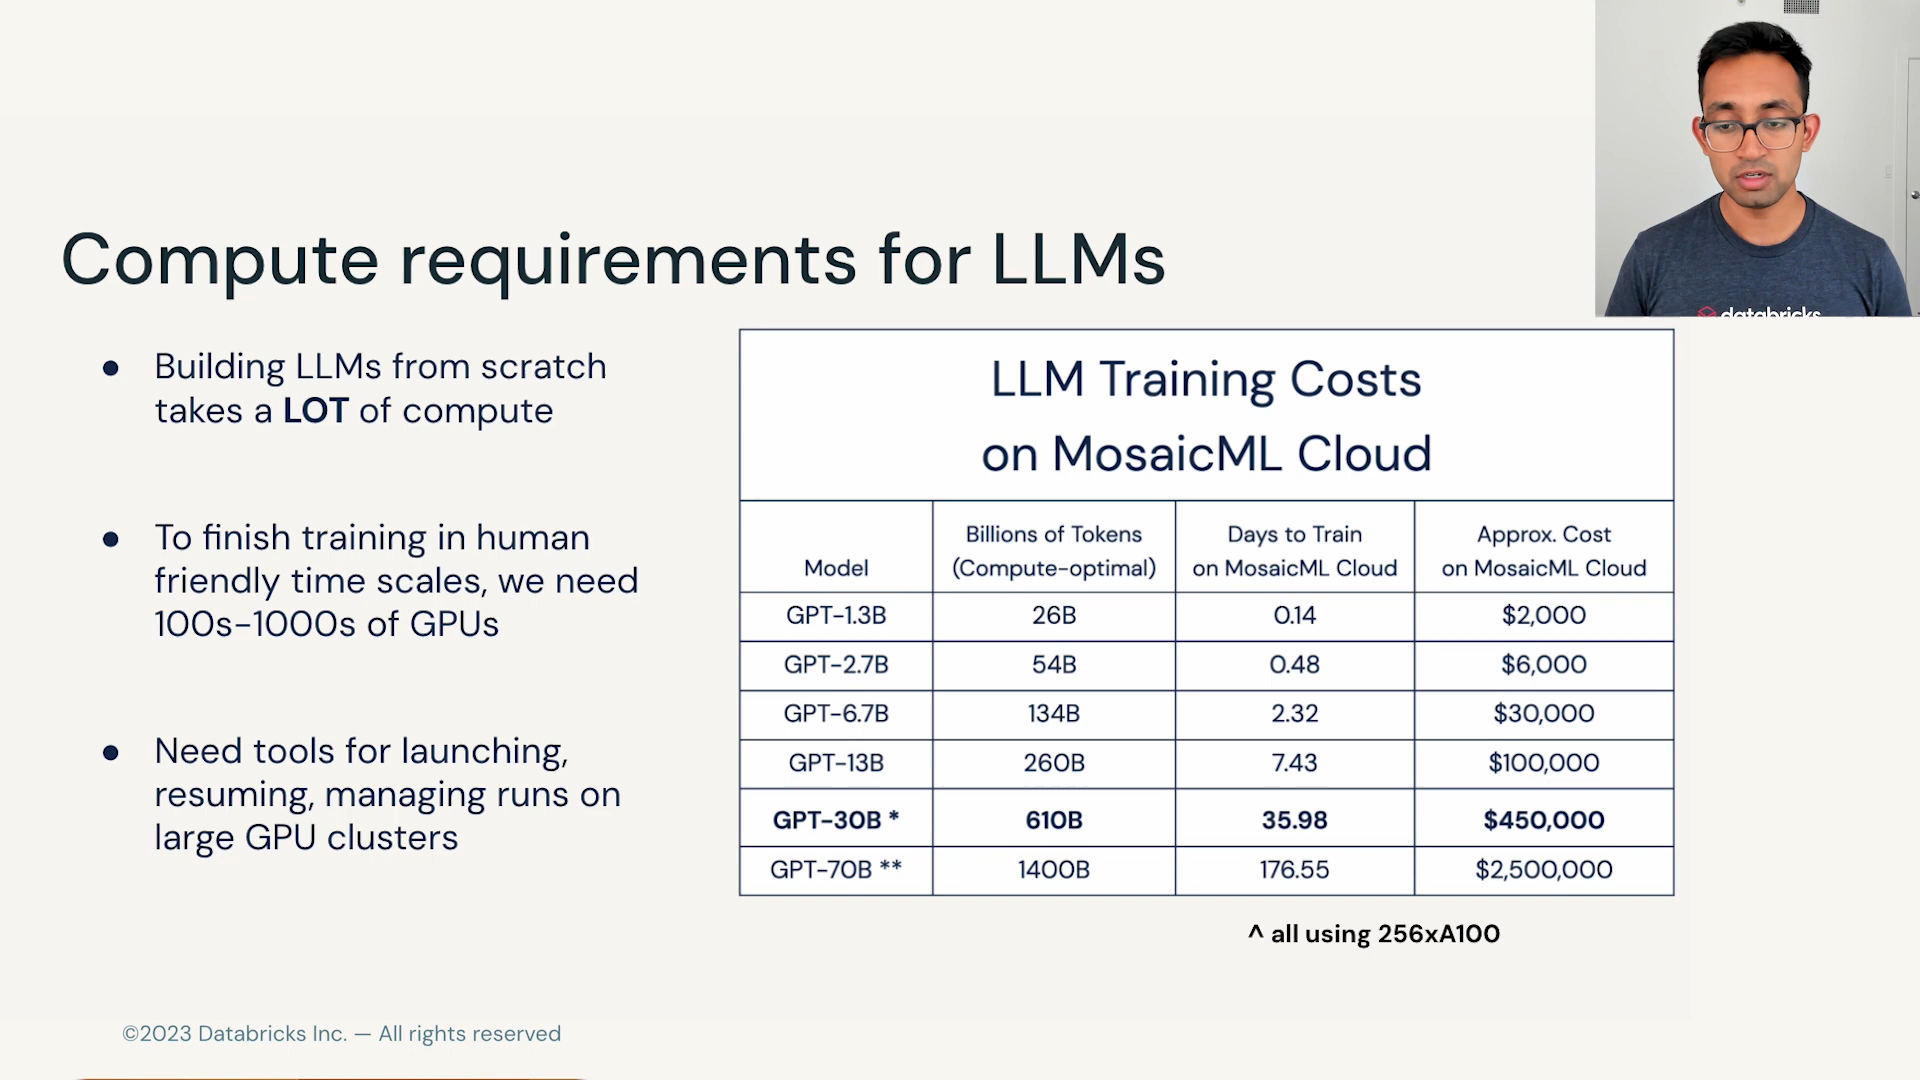 databricks
Compute requirements for LLMs
● Building LLMs from scratch
takes a LOT of compute
● To finish training in human
friendly time scales, we need
100s–1000s of GPUs
● Need tools for launching,
resuming, managing runs on
large GPU clusters
LLM Training Costs
on MosaicML Cloud
Model Billions of Tokens (Compute-optimal) Days to Train on MosaicML Cloud Approx. Cost on MosaicML Cloud
GPT-1.3B 26B 0.14 $2,000
GPT-2.7B 54B 0.48 $6,000
GPT-6.7B 134B 2.32 $30,000
GPT-13B 260B 7.43 $100,000
GPT-30B * 610B 35.98 $450,000
GPT-70B ** 1400B 176.55 $2,500,000
^ all using 256xA100
©2023 Databricks Inc. — All rights reserved